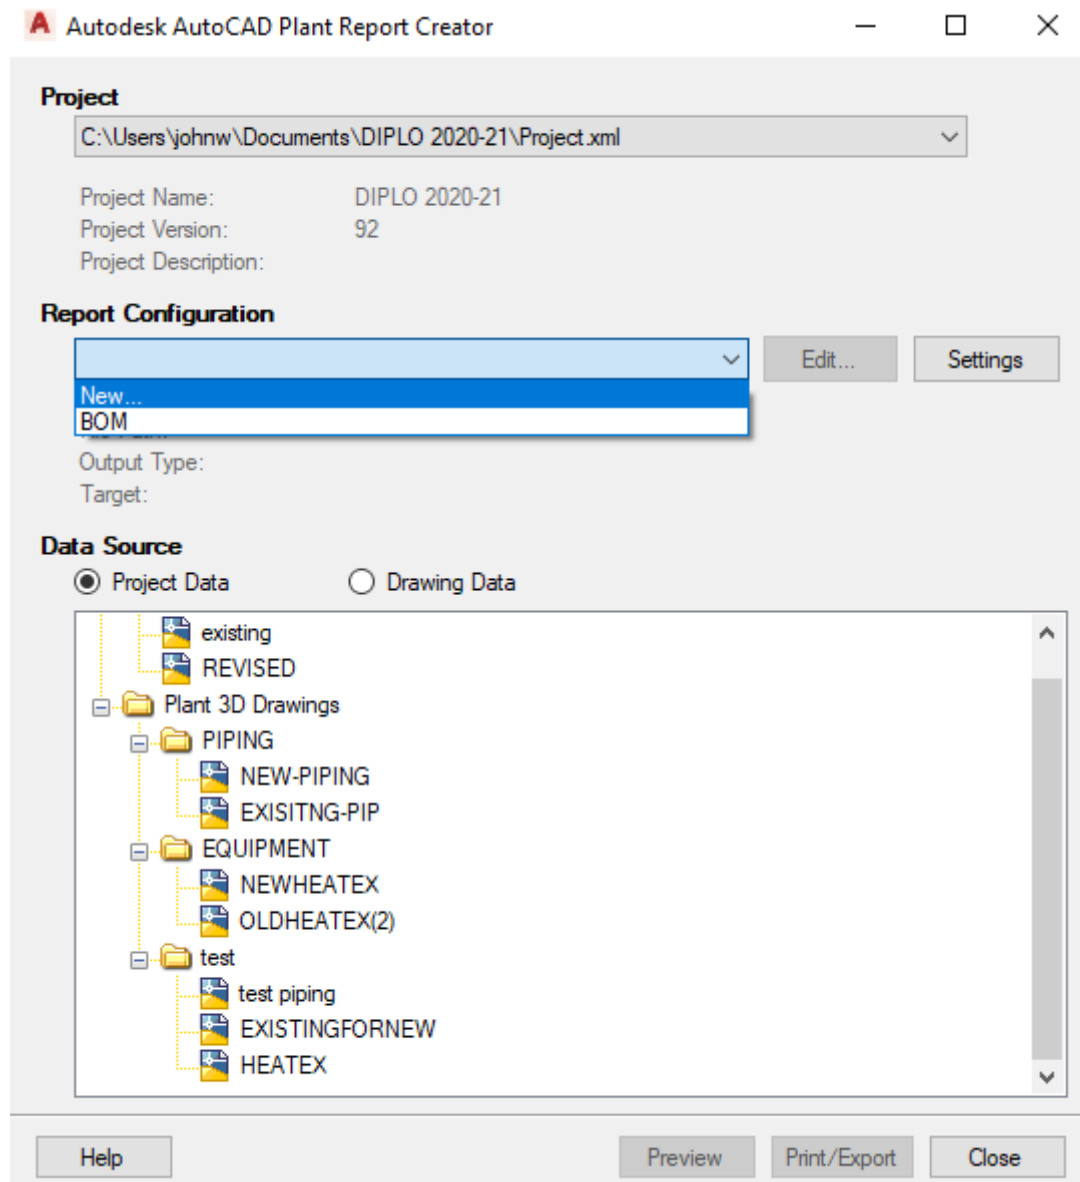 Autodesk AutoCAD Plant Report Creator
Project
C:\Users\johnw\Documents\DIPLO 2020-21\Project.xml
Project Name: DIPLO 2020-21
Project Version: 92
Project Description:
Report Configuration
Edit... Settings
New...
BOM
Output Type:
Target:
Data Source
Project Data Drawing Data
existing
REVISED
Plant 3D Drawings
PIPING
NEW-PIPING
EXISITNG-PIP
EQUIPMENT
NEWHEATEX
OLDHEATEX(2)
test
test piping
EXISTINGFORNEW
HEATEX
Help Preview Print/Export Close